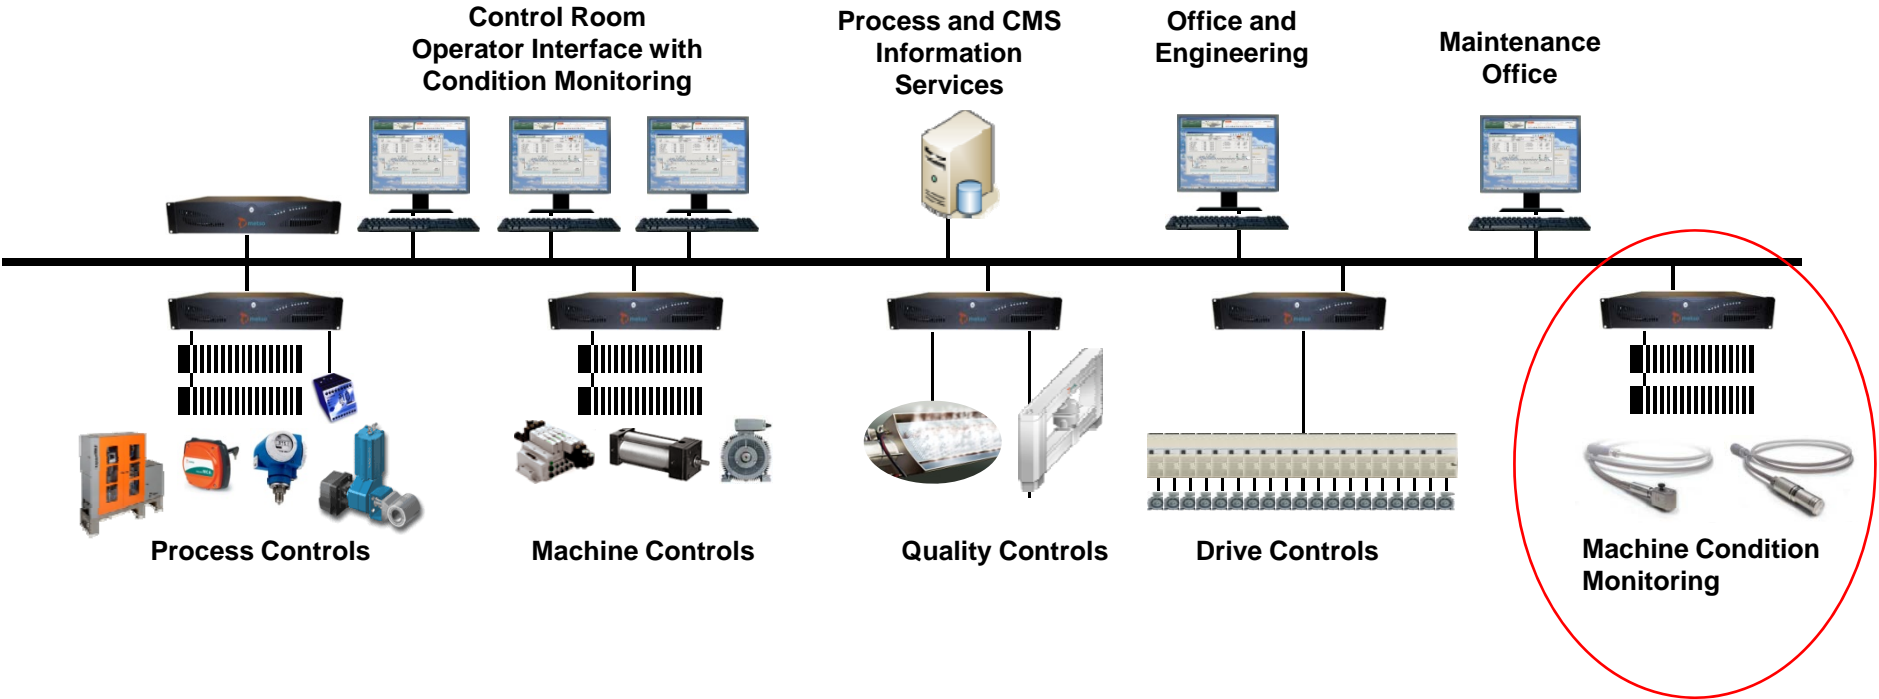 Control Room
Operator Interface with
Condition Monitoring
Process and CMS
Information
Services
Office and
Engineering
Maintenance
Office
Process Controls
Machine Controls
Quality Controls
Drive Controls
Machine Condition
Monitoring